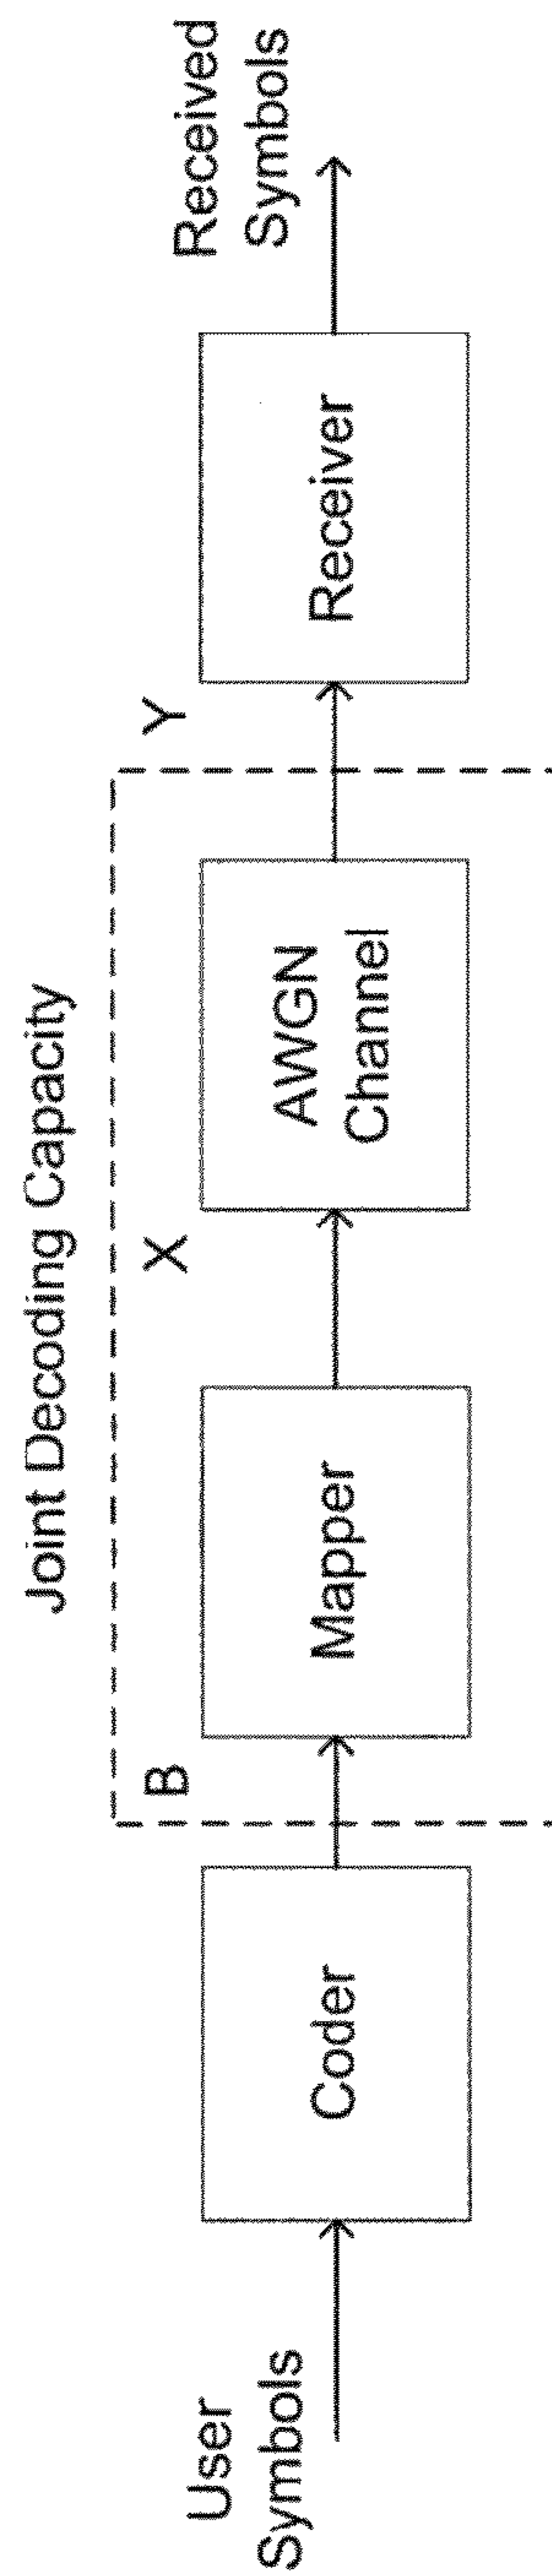 Joint Decoding Capacity
User
Symbols
Coder
B
Mapper
X
AWGN
Channel
Y
Receiver
Received
Symbols